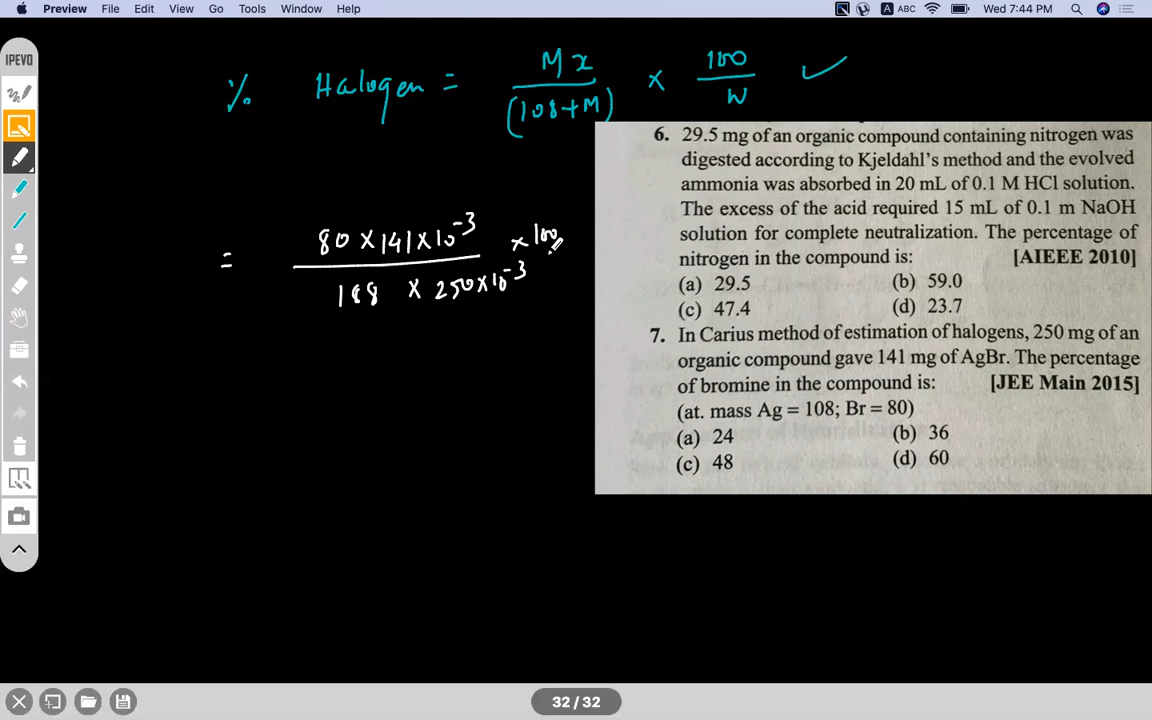 Preview File Edit View Go Tools Window Help A ABC Wed 7:44 PM
IPEVO
% Halogen = Mx / (108+M) × 100 / W ✓
= 80 × 141 × 10⁻³ / 188 × 250 × 10⁻³ × 100
6. 29.5 mg of an organic compound containing nitrogen was
digested according to Kjeldahl's method and the evolved
ammonia was absorbed in 20 mL of 0.1 M HCl solution.
The excess of the acid required 15 mL of 0.1 m NaOH
solution for complete neutralization. The percentage of
nitrogen in the compound is: [AIEEE 2010]
(a) 29.5 (b) 59.0
(c) 47.4 (d) 23.7
7. In Carius method of estimation of halogens, 250 mg of an
organic compound gave 141 mg of AgBr. The percentage
of bromine in the compound is: [JEE Main 2015]
(at. mass Ag = 108; Br = 80)
(a) 24 (b) 36
(c) 48 (d) 60
32 / 32